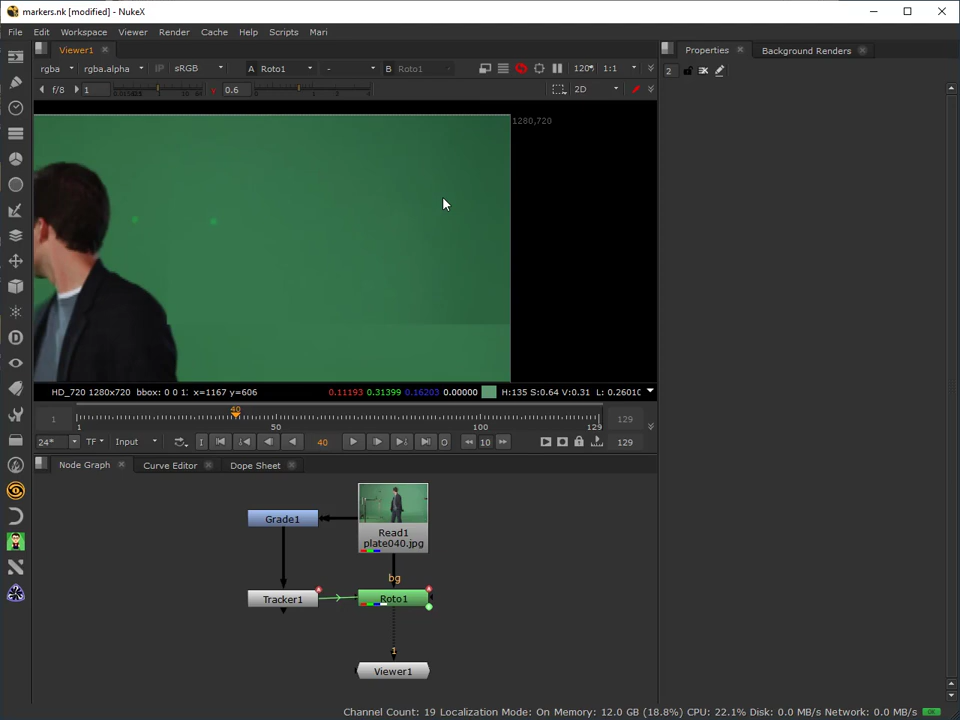 markers.nk [modified] - NukeX
File Edit Workspace Viewer Render Cache Help Scripts Mari
Viewer1
Properties
Background Renders
rgba rgba.alpha IP sRGB A Roto1 - B Roto1 1:1
2
f/8 1 Y 0.6 2D
1280,720
HD_720 1280x720 bbox: 0 0 1: x=1167 y=606 0.11193 0.31399 0.16203 0.00000 H:135 S:0.64 V:0.31 L: 0.2601
40
1 129
1 50 100 129
24* TF Input I 40 O 10 129
Node Graph Curve Editor Dope Sheet
Grade1
Read1
plate040.jpg
bg
Tracker1
Roto1
1
Viewer1
Channel Count: 19 Localization Mode: On Memory: 12.0 GB (18.8%) CPU: 22.1% Disk: 0.0 MB/s Network: 0.0 MB/s